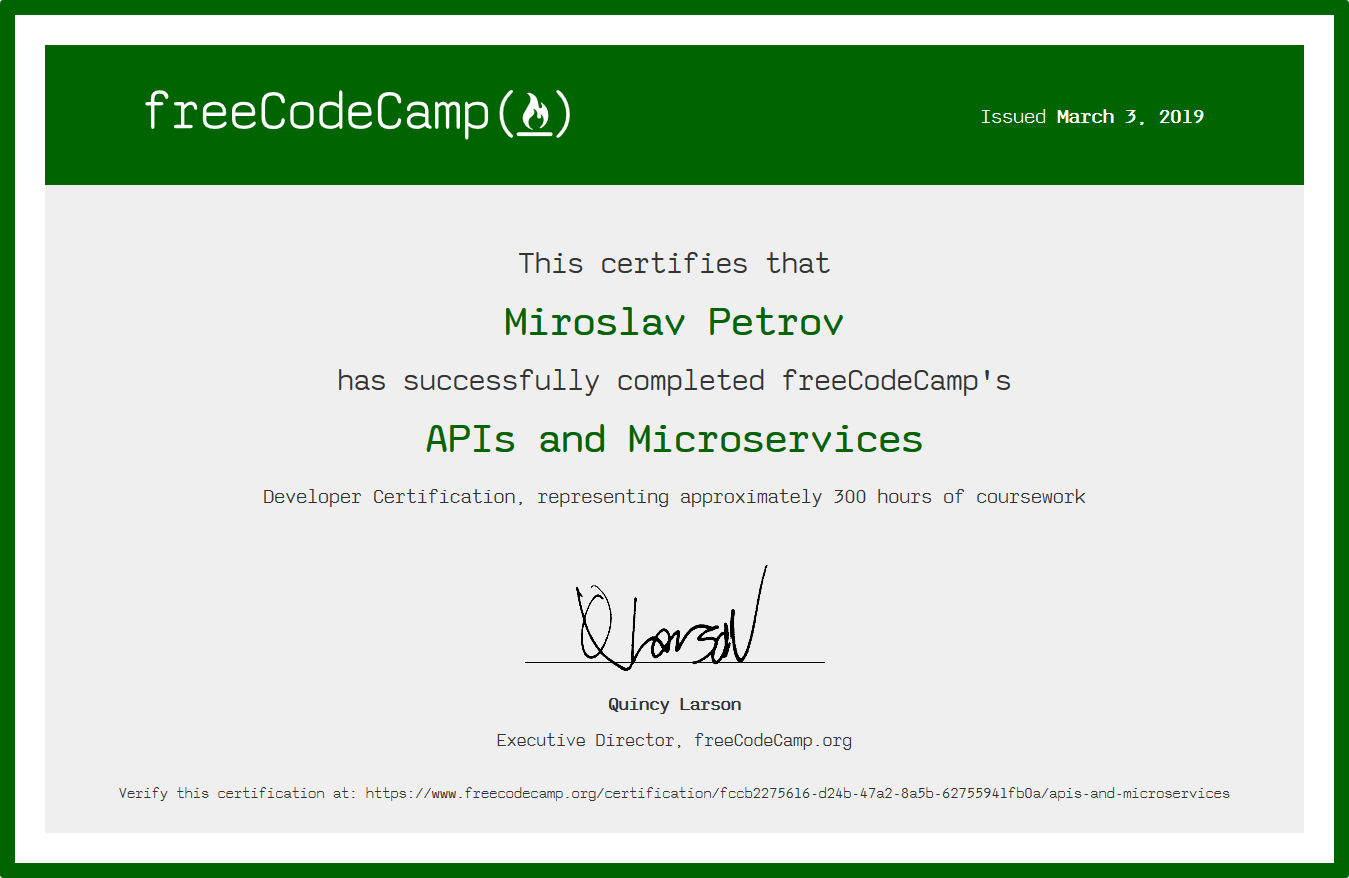 freeCodeCamp
Issued March 3, 2019
This certifies that
Miroslav Petrov
has successfully completed freeCodeCamp's
APIs and Microservices
Developer Certification, representing approximately 300 hours of coursework
Q Larson
Quincy Larson
Executive Director, freeCodeCamp.org
Verify this certification at: https://www.freecodecamp.org/certification/fccb2275616-d24b-47a2-8a5b-62755941fb0a/apis-and-microservices